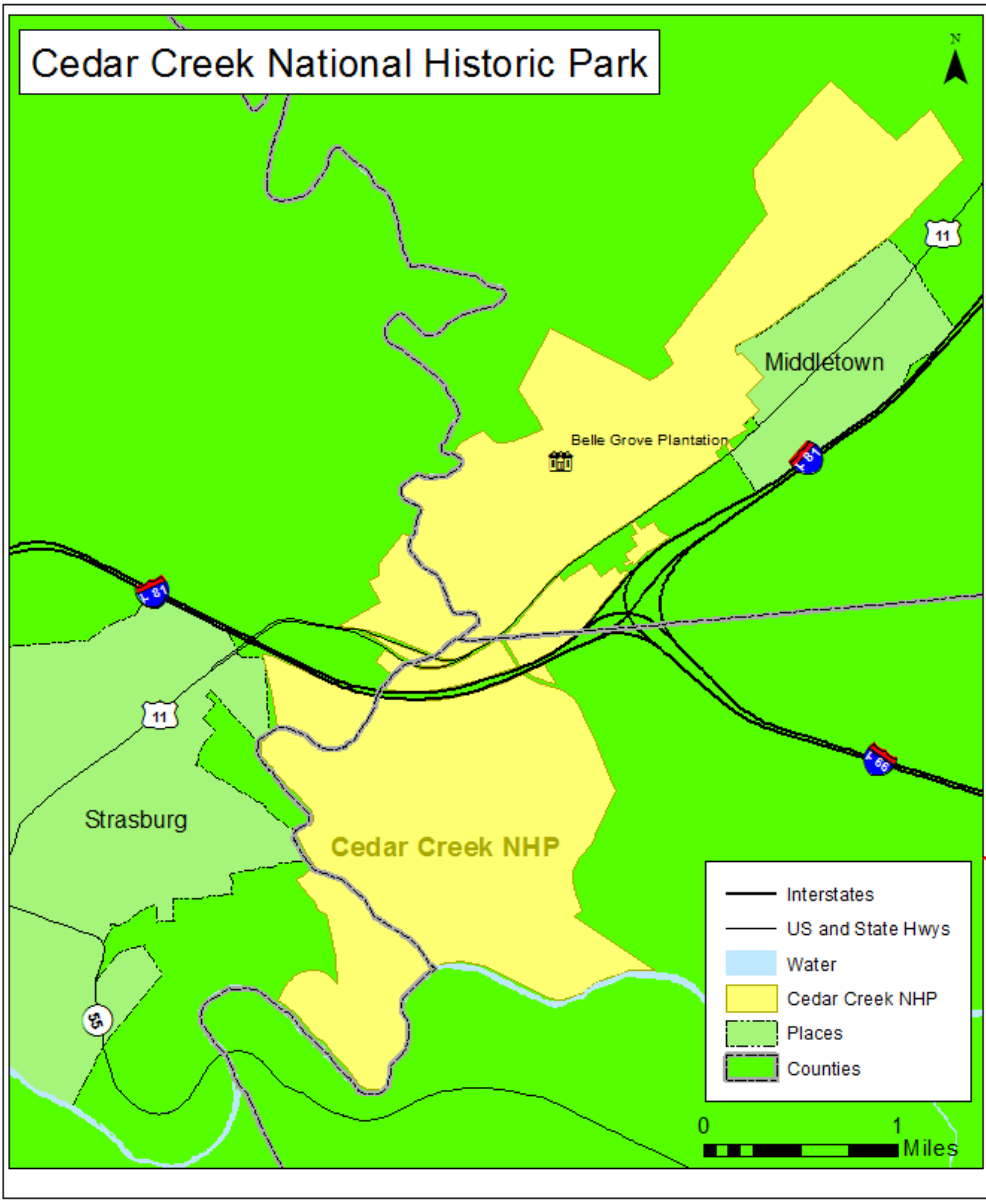 Cedar Creek National Historic Park
N
11
Middletown
Belle Grove Plantation
I- 81
I- 81
11
I- 66
Strasburg
Cedar Creek NHP
55
Interstates
US and State Hwys
Water
Cedar Creek NHP
Places
Counties
0 1
Miles